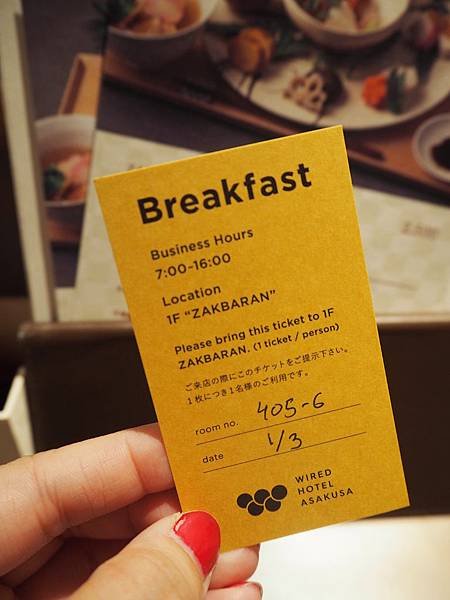 Breakfast
Business Hours
7:00-16:00
Location
1F "ZAKBARAN"
Please bring this ticket to 1F
ZAKBARAN. (1 ticket / person)
ご来店の際にこのチケットをご提示下さい。
1枚につき1名様のご利用です。
room no. 405-6
date 1/3
WIRED
HOTEL
ASAKUSA